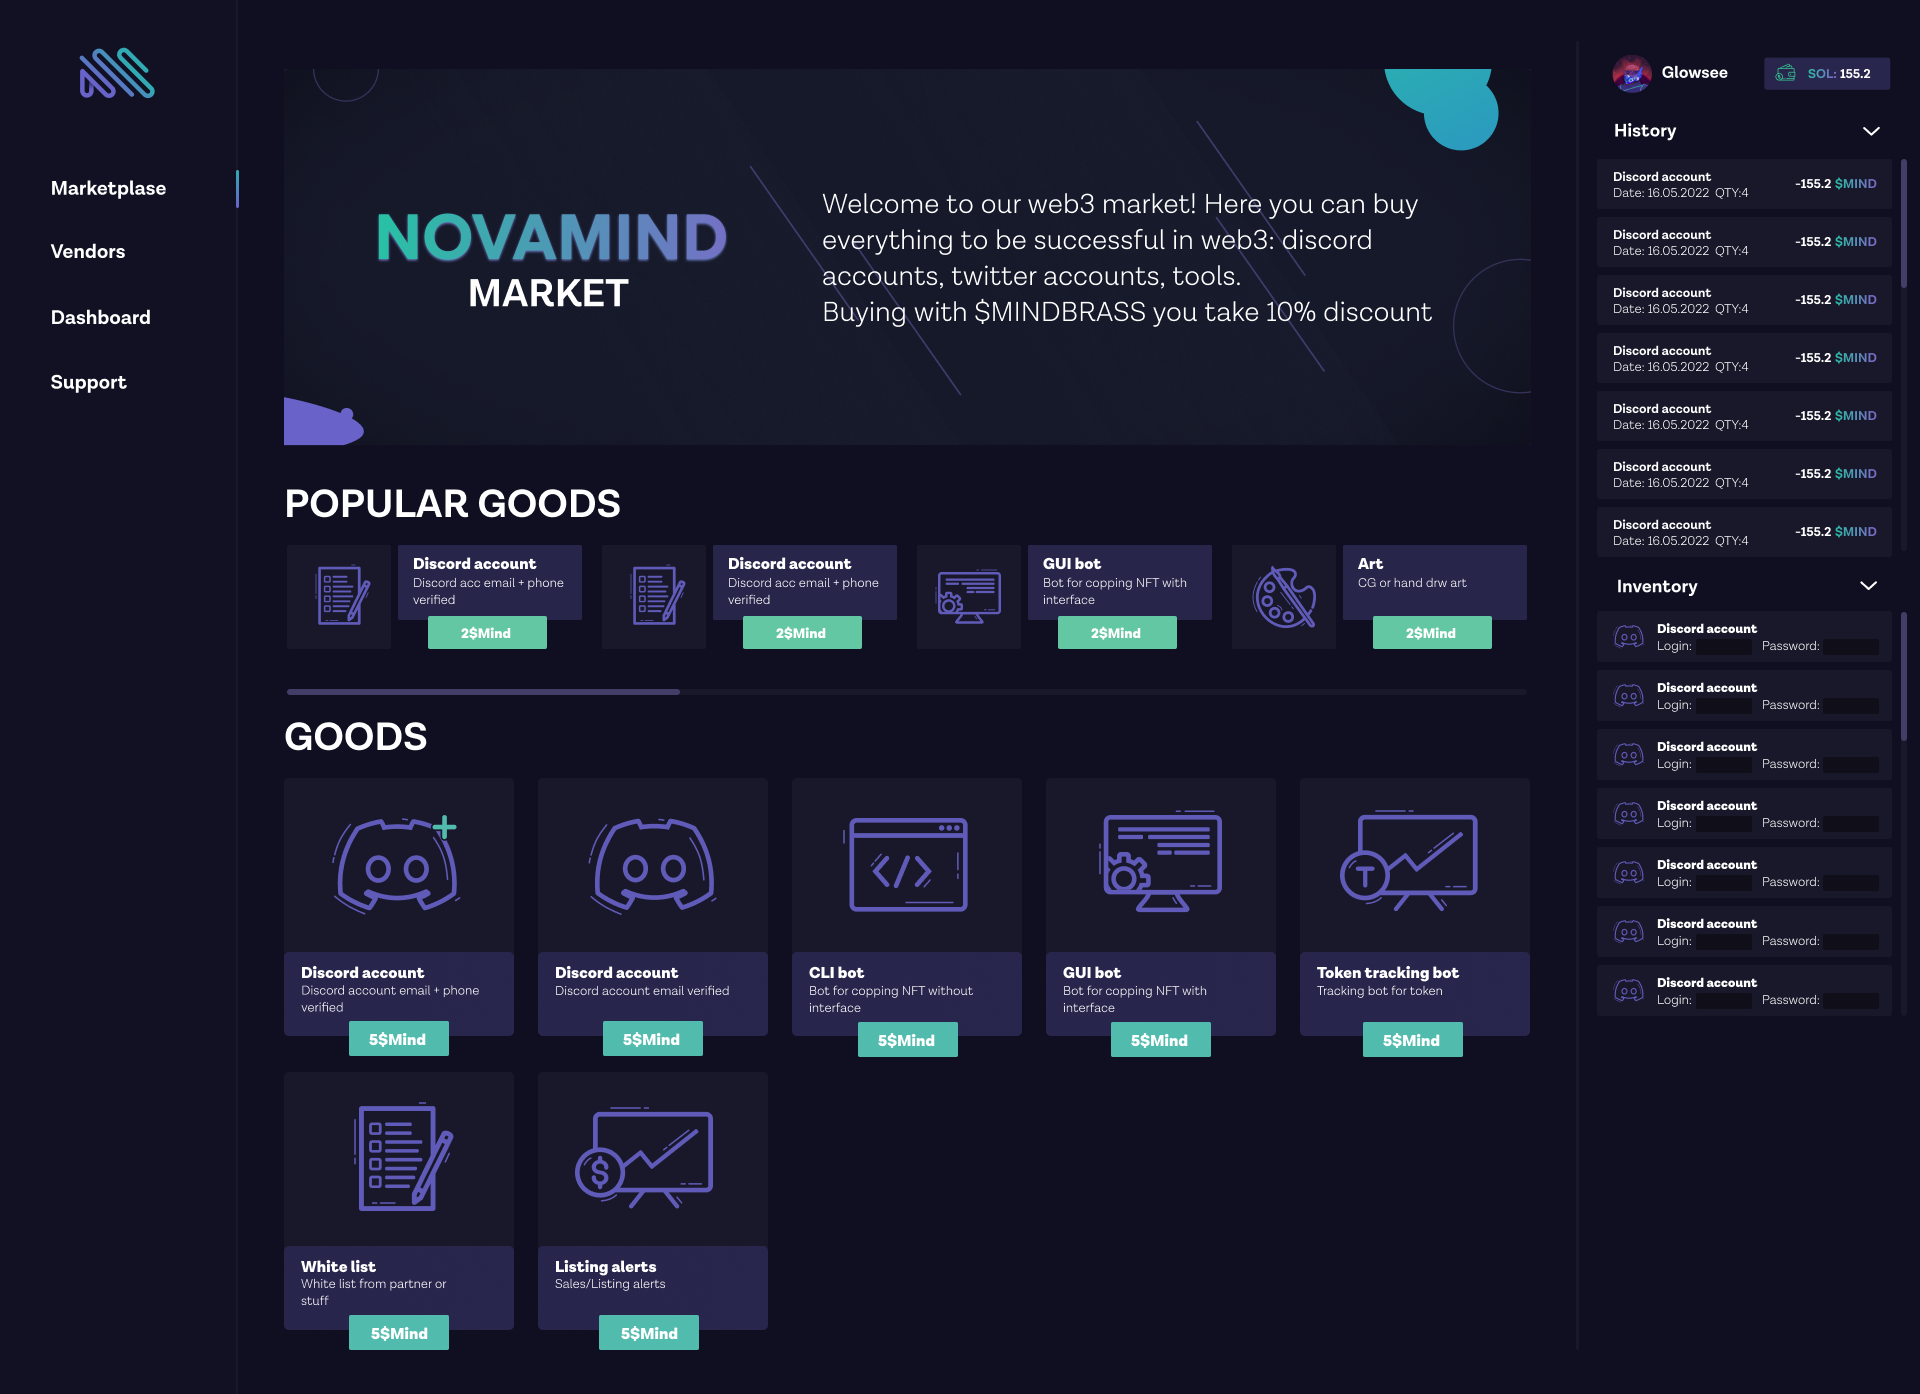 Marketplase
Vendors
Dashboard
Support
NOVAMIND
MARKET
Welcome to our web3 market! Here you can buy
everything to be successful in web3: discord
accounts, twitter accounts, tools.
Buying with $MINDBRASS you take 10% discount
POPULAR GOODS
Discord account
Discord acc email + phone
verified
2$Mind
Discord account
Discord acc email + phone
verified
2$Mind
GUI bot
Bot for copping NFT with
interface
2$Mind
Art
CG or hand drw art
2$Mind
GOODS
Discord account
Discord account email + phone
verified
5$Mind
Discord account
Discord account email verified
5$Mind
CLI bot
Bot for copping NFT without
interface
5$Mind
GUI bot
Bot for copping NFT with
interface
5$Mind
T
Token tracking bot
Tracking bot for token
5$Mind
White list
White list from partner or
stuff
5$Mind
$
Listing alerts
Sales/Listing alerts
5$Mind
Glowsee
SOL: 155.2
History
Discord account
Date: 16.05.2022 QTY:4
-155.2 $MIND
Discord account
Date: 16.05.2022 QTY:4
-155.2 $MIND
Discord account
Date: 16.05.2022 QTY:4
-155.2 $MIND
Discord account
Date: 16.05.2022 QTY:4
-155.2 $MIND
Discord account
Date: 16.05.2022 QTY:4
-155.2 $MIND
Discord account
Date: 16.05.2022 QTY:4
-155.2 $MIND
Discord account
Date: 16.05.2022 QTY:4
-155.2 $MIND
Inventory
Discord account
Login: Password:
Discord account
Login: Password:
Discord account
Login: Password:
Discord account
Login: Password:
Discord account
Login: Password:
Discord account
Login: Password:
Discord account
Login: Password: